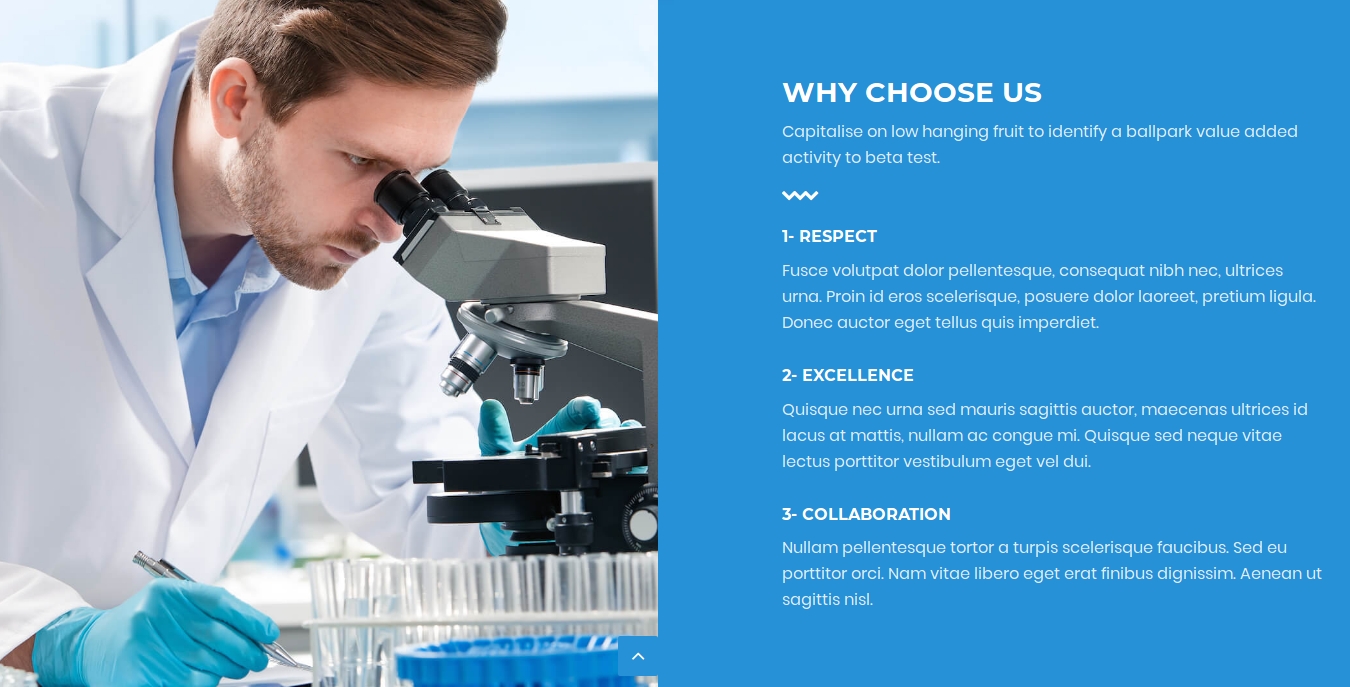 WHY CHOOSE US
Capitalise on low hanging fruit to identify a ballpark value added
activity to beta test.
1- RESPECT
Fusce volutpat dolor pellentesque, consequat nibh nec, ultrices
urna. Proin id eros scelerisque, posuere dolor laoreet, pretium ligula.
Donec auctor eget tellus quis imperdiet.
2- EXCELLENCE
Quisque nec urna sed mauris sagittis auctor, maecenas ultrices id
lacus at mattis, nullam ac congue mi. Quisque sed neque vitae
lectus porttitor vestibulum eget vel dui.
3- COLLABORATION
Nullam pellentesque tortor a turpis scelerisque faucibus. Sed eu
porttitor orci. Nam vitae libero eget erat finibus dignissim. Aenean ut
sagittis nisl.